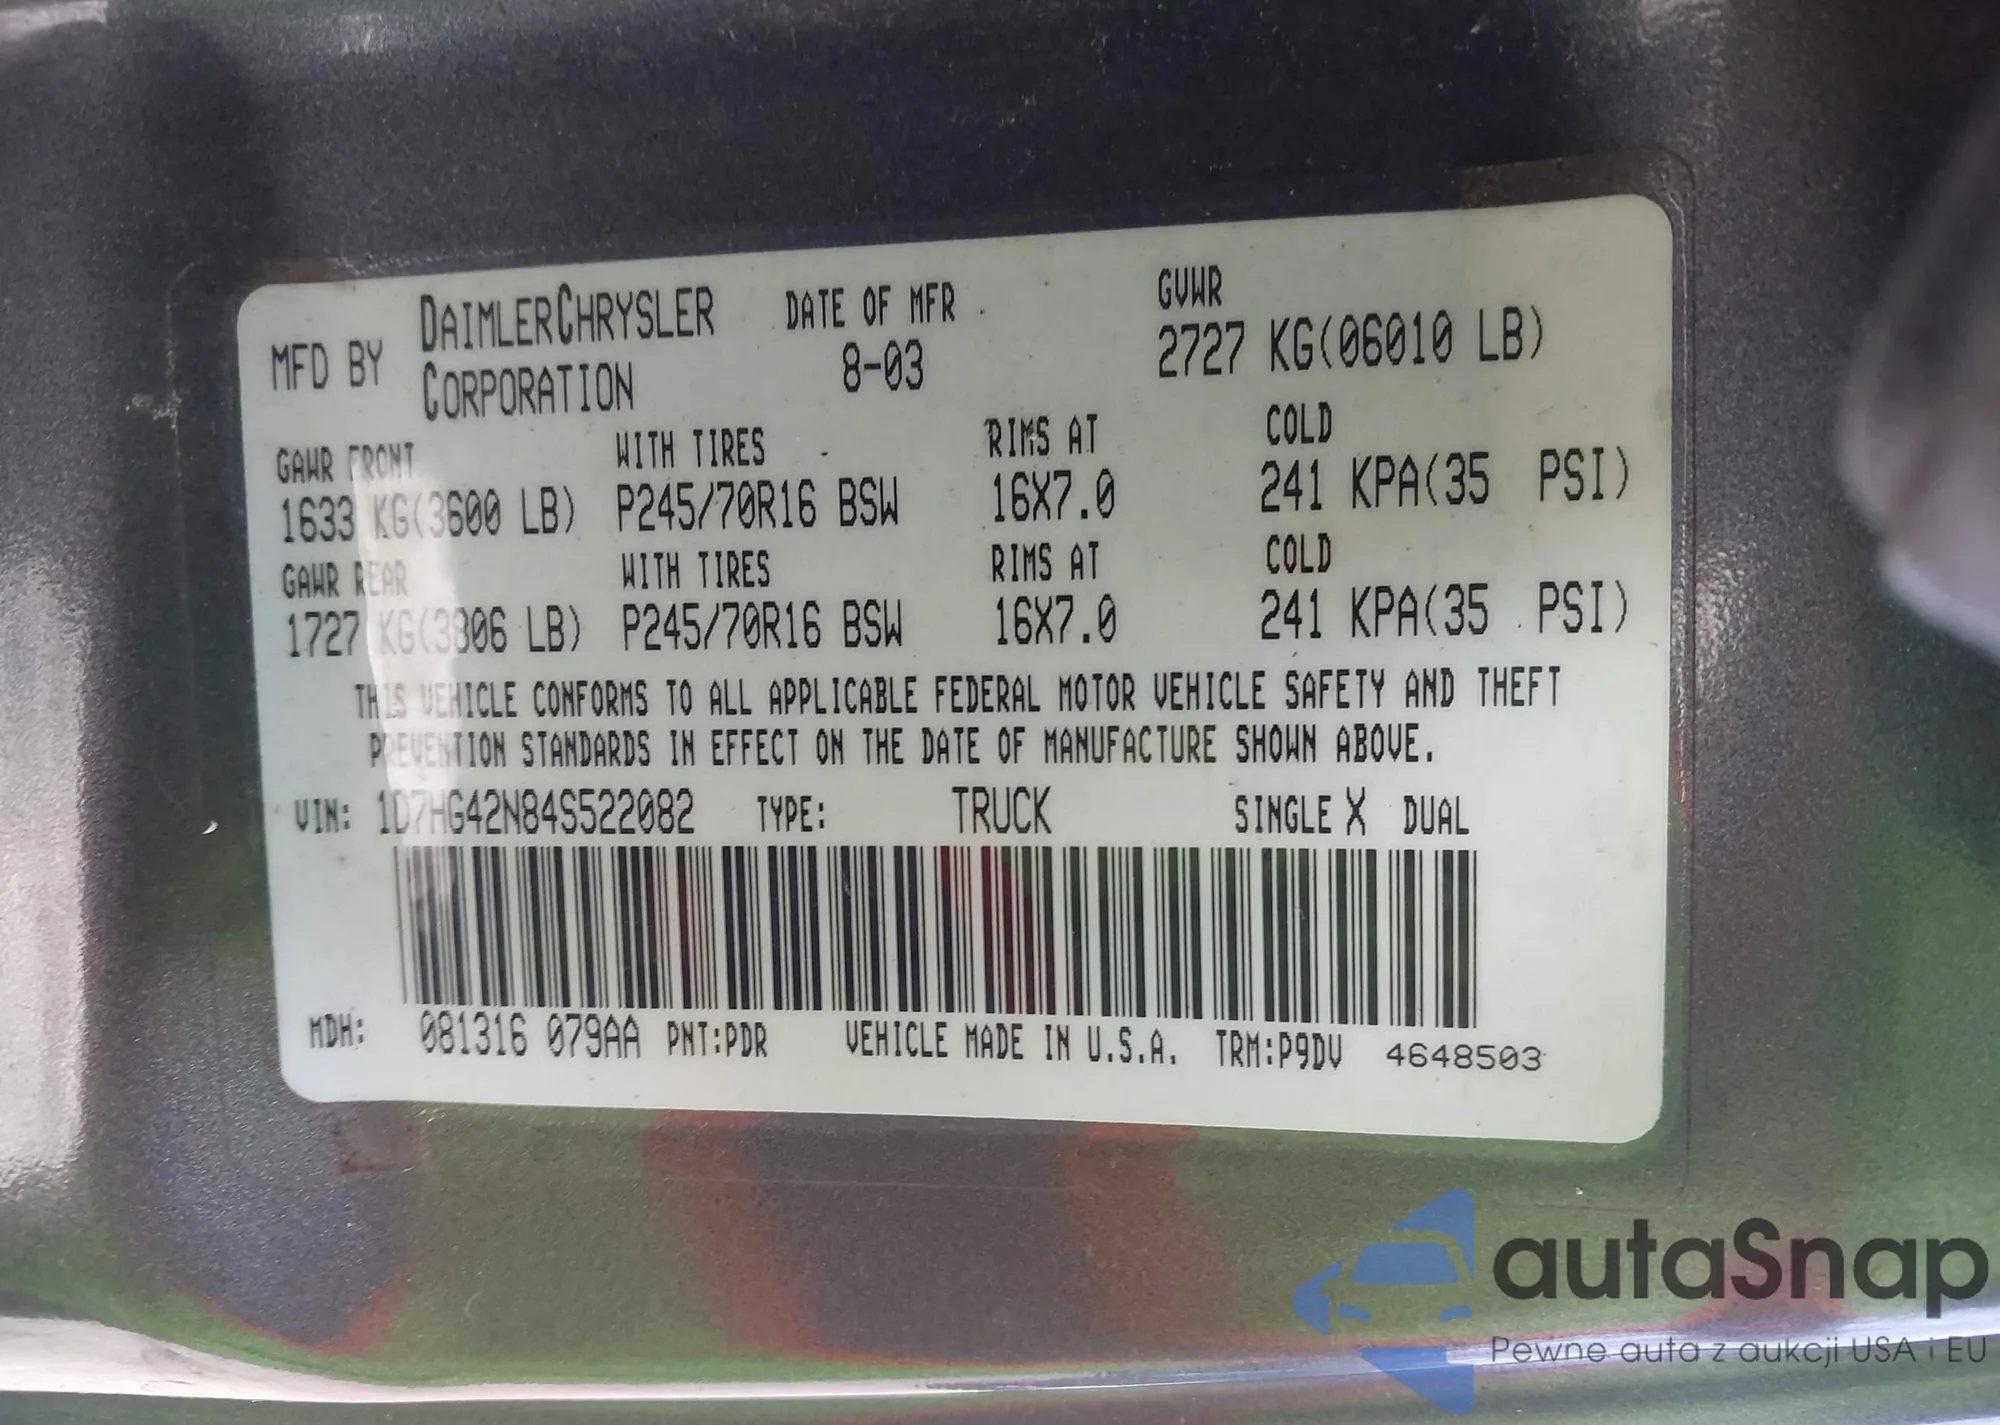 MFD BY DAIMLERCHRYSLER CORPORATION DATE OF MFR 8-03 GVWR 2727 KG(06010 LB)
GAWR FRONT WITH TIRES RIMS AT COLD
1633 KG(3600 LB) P245/70R16 BSW 16X7.0 241 KPA(35 PSI)
GAWR REAR WITH TIRES RIMS AT COLD
1727 KG(3806 LB) P245/70R16 BSW 16X7.0 241 KPA(35 PSI)
THIS VEHICLE CONFORMS TO ALL APPLICABLE FEDERAL MOTOR VEHICLE SAFETY AND THEFT
PREVENTION STANDARDS IN EFFECT ON THE DATE OF MANUFACTURE SHOWN ABOVE.
VIN: 1D7HG42N84S522082 TYPE: TRUCK SINGLE X DUAL
MDH: 081316 079AA PNT:PDR VEHICLE MADE IN U.S.A. TRM:P9DV 4648503
autaSnap
Pewne auta z aukcji USA i EU